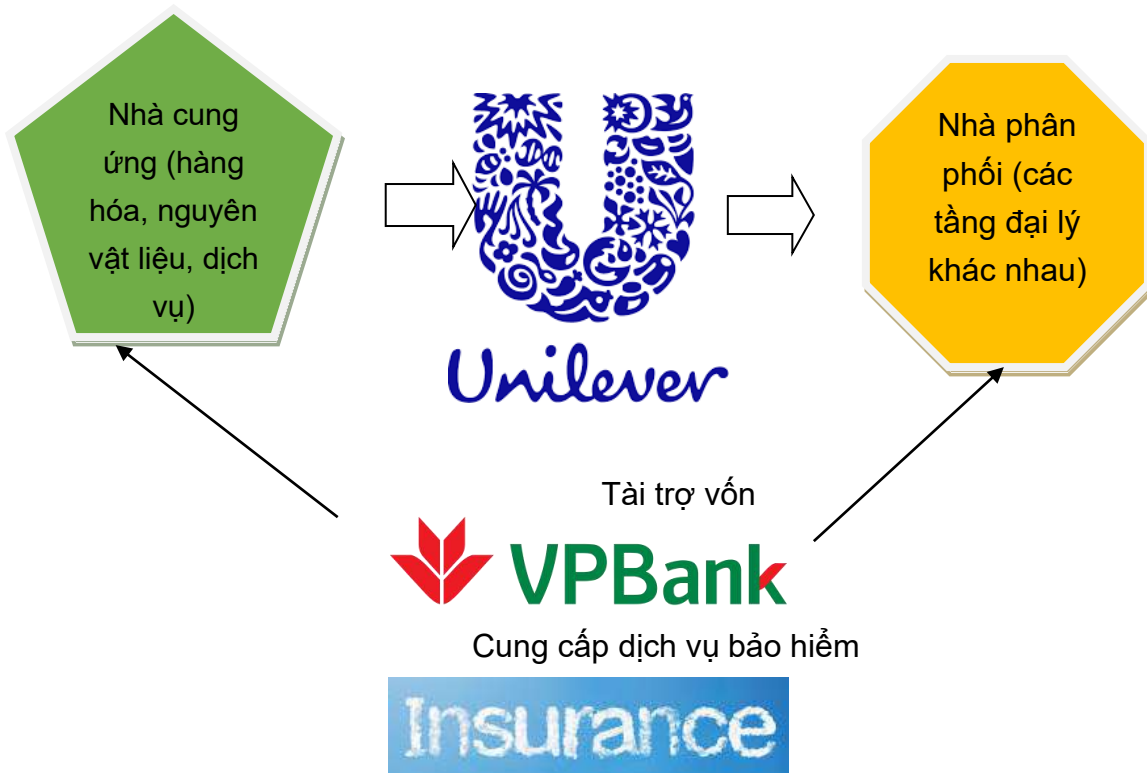 Nhà cung
ứng (hàng
hóa, nguyên
vật liệu, dịch
vụ)
Unilever
Nhà phân
phối (các
tầng đại lý
khác nhau)
Tài trợ vốn
VPBank
Cung cấp dịch vụ bảo hiểm
Insurance